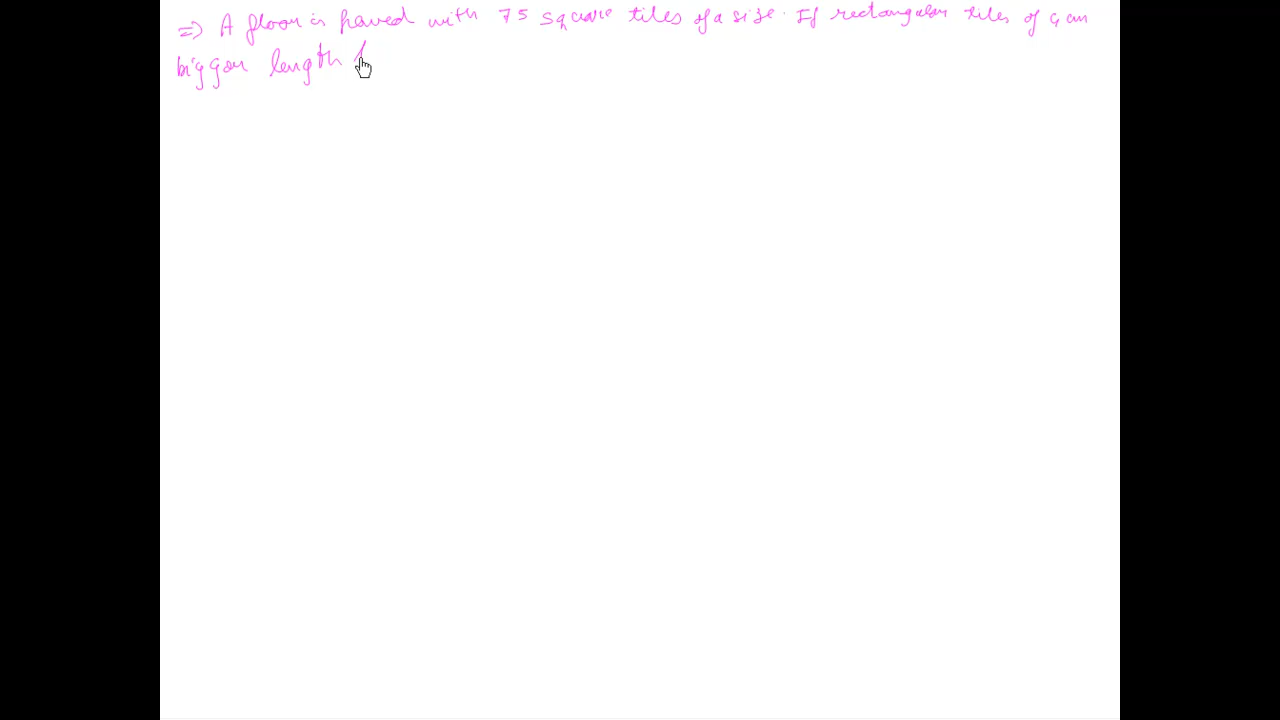 => A floor is paved with 75 square tiles of a size. If rectangular tiles of 4 cm
bigger length